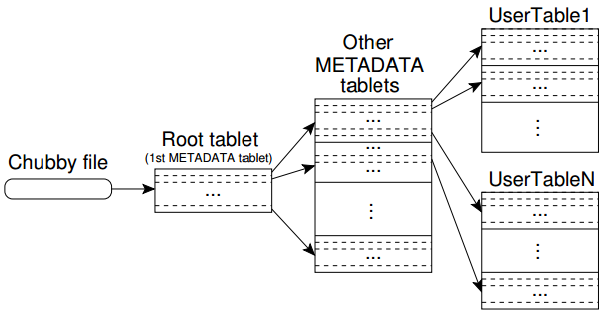 Chubby file
Root tablet
(1st METADATA tablet)
...
Other
METADATA
tablets
...
...
...
...
...
UserTable1
...
...
...
UserTableN
...
...
...